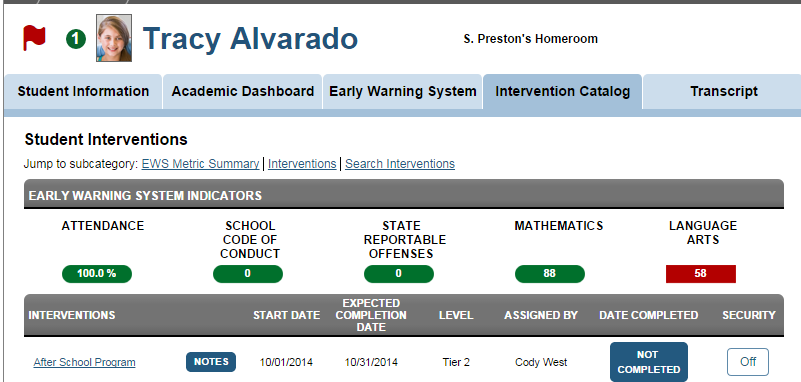 1 Tracy Alvarado S. Preston's Homeroom
Student Information Academic Dashboard Early Warning System Intervention Catalog Transcript
Student Interventions
Jump to subcategory: EWS Metric Summary | Interventions | Search Interventions
EARLY WARNING SYSTEM INDICATORS
ATTENDANCE
SCHOOL
CODE OF
CONDUCT
STATE
REPORTABLE
OFFENSES
MATHEMATICS
LANGUAGE
ARTS
100.0 % 0 0 88 58
INTERVENTIONS START DATE
EXPECTED
COMPLETION
DATE
LEVEL ASSIGNED BY DATE COMPLETED SECURITY
After School Program NOTES 10/01/2014 10/31/2014 Tier 2 Cody West
NOT
COMPLETED
Off